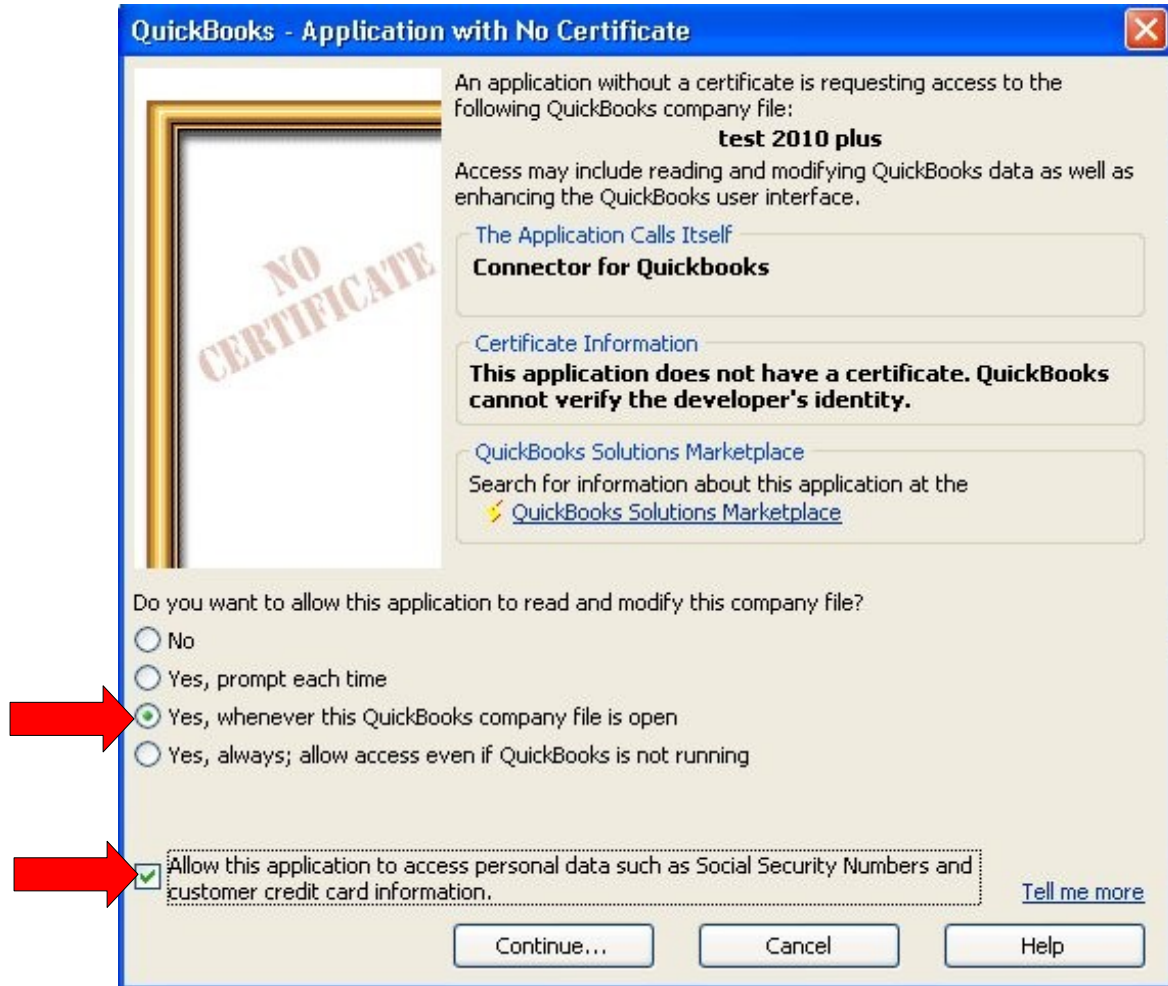 QuickBooks - Application with No Certificate
An application without a certificate is requesting access to the
following QuickBooks company file:
test 2010 plus
Access may include reading and modifying QuickBooks data as well as
enhancing the QuickBooks user interface.
NO
CERTIFICATE
The Application Calls Itself
Connector for Quickbooks
Certificate Information
This application does not have a certificate. QuickBooks
cannot verify the developer's identity.
QuickBooks Solutions Marketplace
Search for information about this application at the
QuickBooks Solutions Marketplace
Do you want to allow this application to read and modify this company file?
No
Yes, prompt each time
Yes, whenever this QuickBooks company file is open
Yes, always; allow access even if QuickBooks is not running
Allow this application to access personal data such as Social Security Numbers and
customer credit card information.
Tell me more
Continue...
Cancel
Help